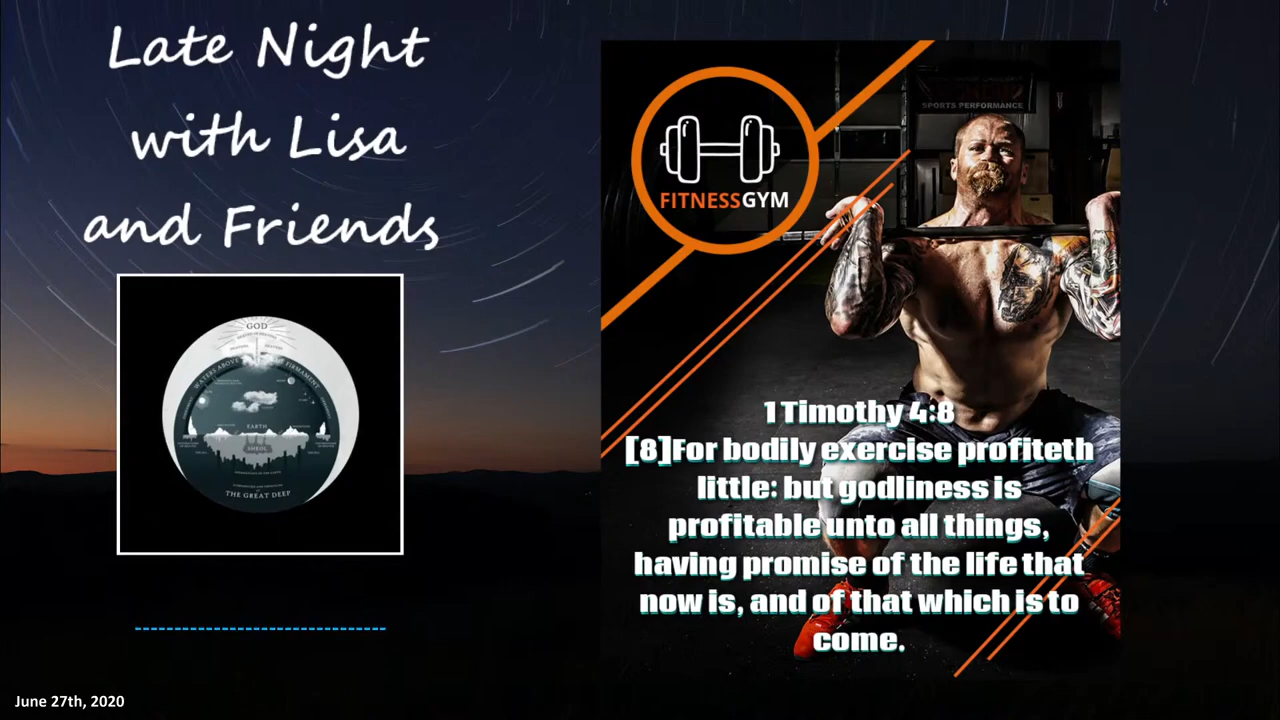 Late Night
with Lisa
and Friends
GOD
WATERS ABOVE
FIRMAMENT
EARTH
SHEOL
THE GREAT DEEP
June 27th, 2020
SPORTS PERFORMANCE
FITNESSGYM
1 Timothy 4:8
[8]For bodily exercise profiteth
little: but godliness is
profitable unto all things,
having promise of the life that
now is, and of that which is to
come.